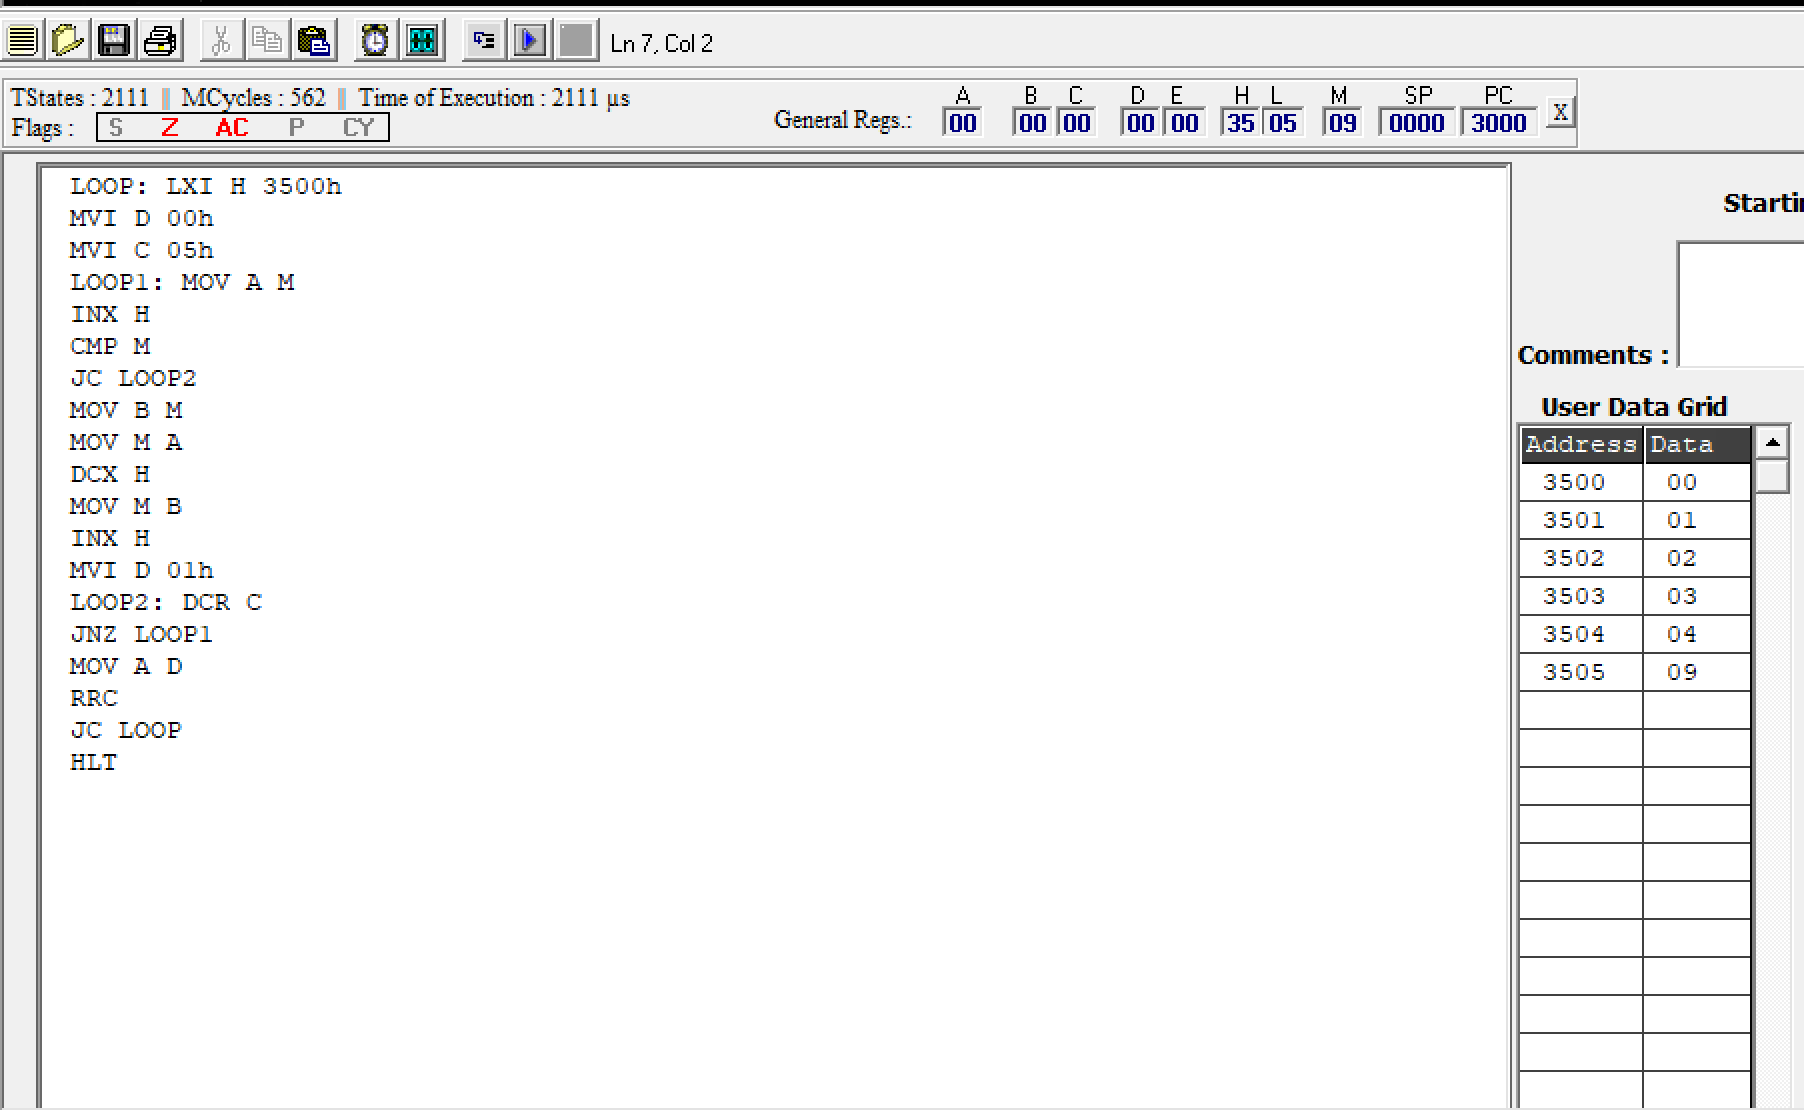 Ln 7, Col 2
TStates : 2111 MCycles : 562 Time of Execution : 2111 µs
Flags : S Z AC P CY
General Regs.:
A B C D E H L M SP PC
00 00 00 00 00 35 05 09 0000 3000
X
LOOP: LXI H 3500h
MVI D 00h
MVI C 05h
LOOP1: MOV A M
INX H
CMP M
JC LOOP2
MOV B M
MOV M A
DCX H
MOV M B
INX H
MVI D 01h
LOOP2: DCR C
JNZ LOOP1
MOV A D
RRC
JC LOOP
HLT
Comments :
User Data Grid
Address Data
3500 00
3501 01
3502 02
3503 03
3504 04
3505 09